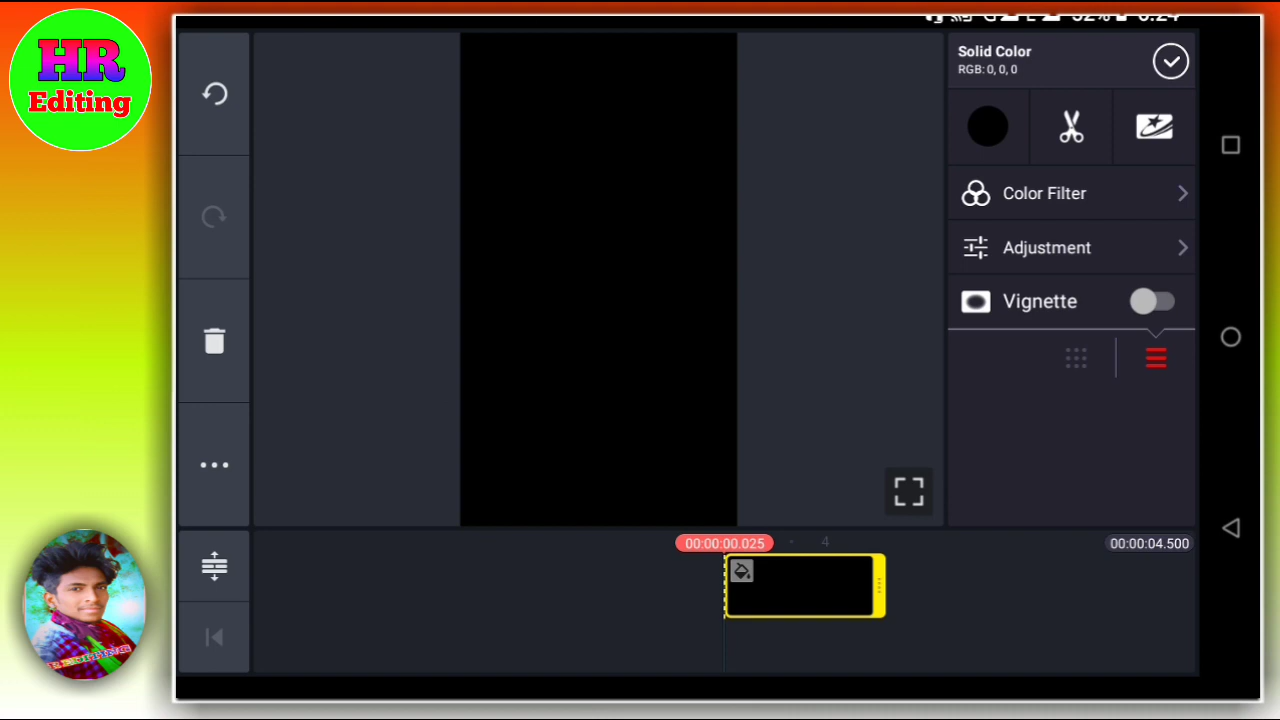 HR
Editing
Solid Color
RGB: 0, 0, 0
Color Filter
Adjustment
Vignette
00:00:00.025
4
00:00:04.500